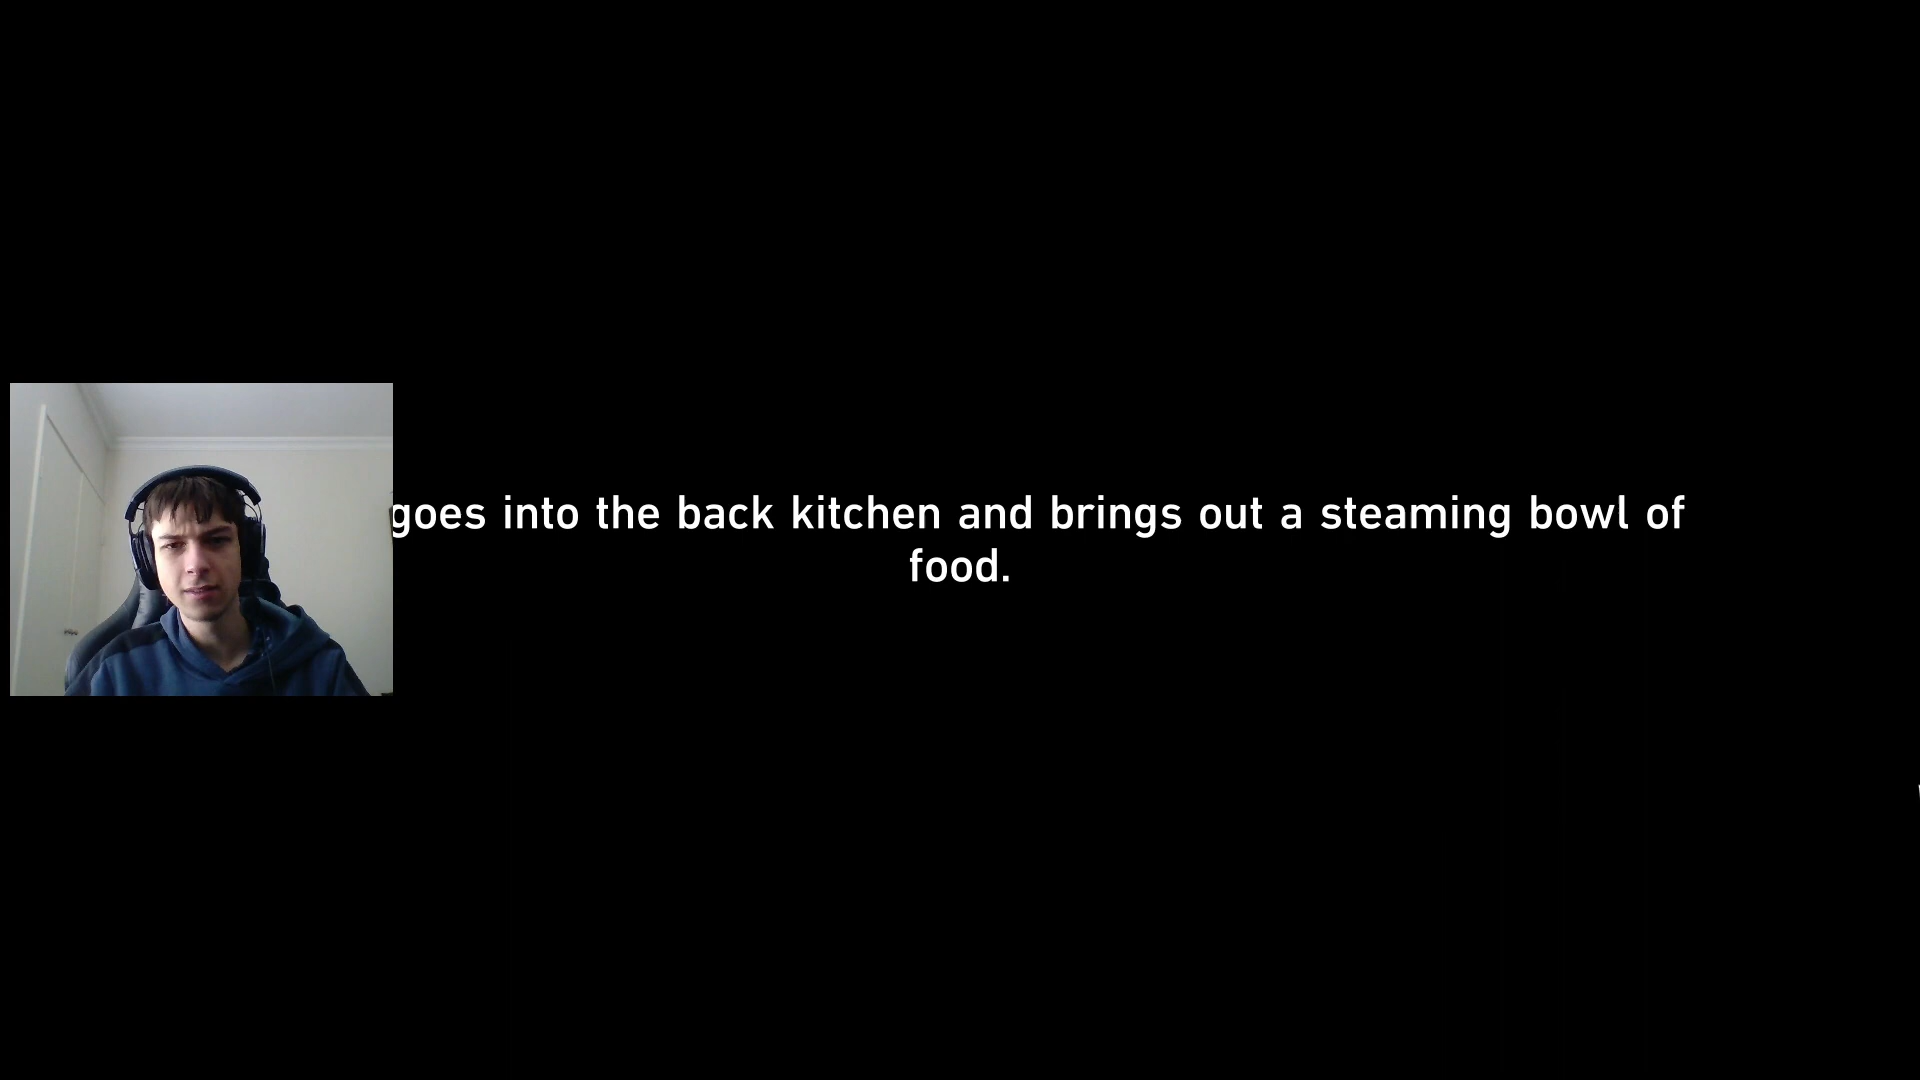 goes into the back kitchen and brings out a steaming bowl of
food.